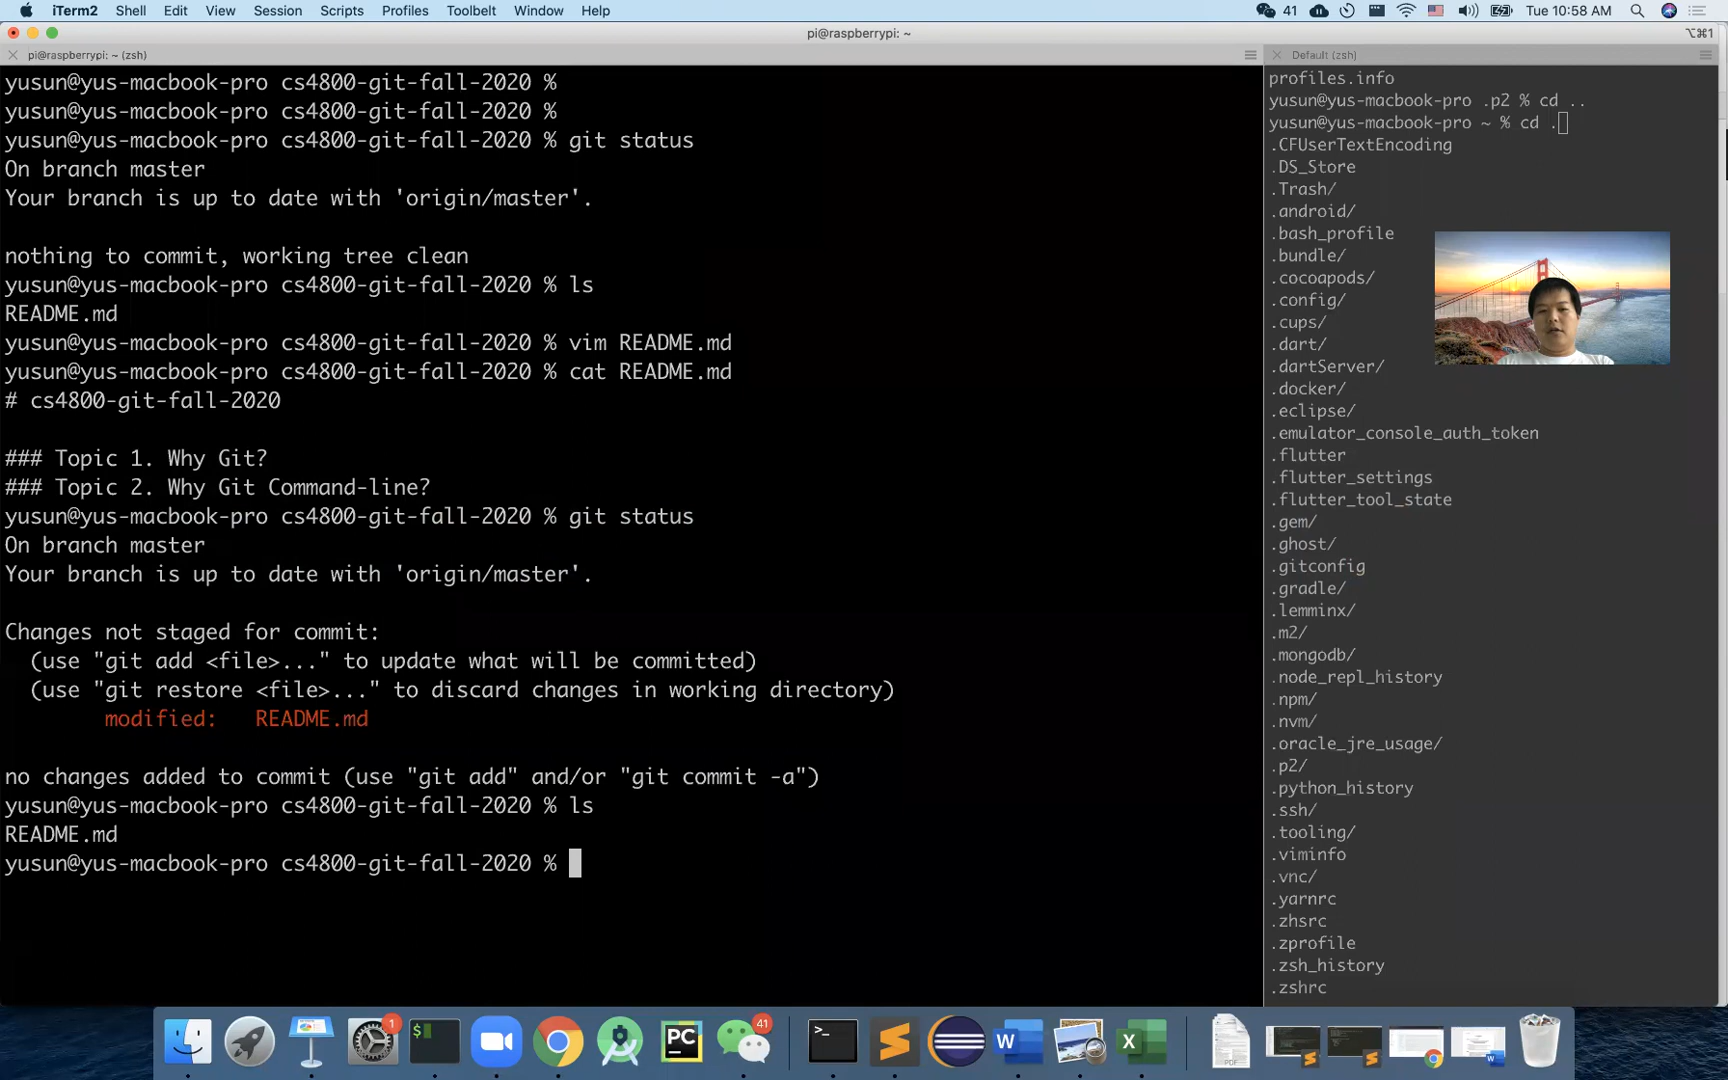 iTerm2 Shell Edit View Session Scripts Profiles Toolbelt Window Help 41 Tue 10:58 AM
pi@raspberrypi: ~ ⌥⌘1
pi@raspberrypi: ~ (zsh)
yusun@yus-macbook-pro cs4800-git-fall-2020 %
yusun@yus-macbook-pro cs4800-git-fall-2020 %
yusun@yus-macbook-pro cs4800-git-fall-2020 % git status
On branch master
Your branch is up to date with 'origin/master'.
nothing to commit, working tree clean
yusun@yus-macbook-pro cs4800-git-fall-2020 % ls
README.md
yusun@yus-macbook-pro cs4800-git-fall-2020 % vim README.md
yusun@yus-macbook-pro cs4800-git-fall-2020 % cat README.md
# cs4800-git-fall-2020
### Topic 1. Why Git?
### Topic 2. Why Git Command-line?
yusun@yus-macbook-pro cs4800-git-fall-2020 % git status
On branch master
Your branch is up to date with 'origin/master'.
Changes not staged for commit:
(use "git add <file>..." to update what will be committed)
(use "git restore <file>..." to discard changes in working directory)
modified: README.md
no changes added to commit (use "git add" and/or "git commit -a")
yusun@yus-macbook-pro cs4800-git-fall-2020 % ls
README.md
yusun@yus-macbook-pro cs4800-git-fall-2020 %
Default (zsh)
profiles.info
yusun@yus-macbook-pro .p2 % cd ..
yusun@yus-macbook-pro ~ % cd .
.CFUserTextEncoding
.DS_Store
.Trash/
.android/
.bash_profile
.bundle/
.cocoapods/
.config/
.cups/
.dart/
.dartServer/
.docker/
.eclipse/
.emulator_console_auth_token
.flutter
.flutter_settings
.flutter_tool_state
.gem/
.ghost/
.gitconfig
.gradle/
.lemminx/
.m2/
.mongodb/
.node_repl_history
.npm/
.nvm/
.oracle_jre_usage/
.p2/
.python_history
.ssh/
.tooling/
.viminfo
.vnc/
.yarnrc
.zhsrc
.zprofile
.zsh_history
.zshrc
1
$
PC
41
>_
W
X
PDF